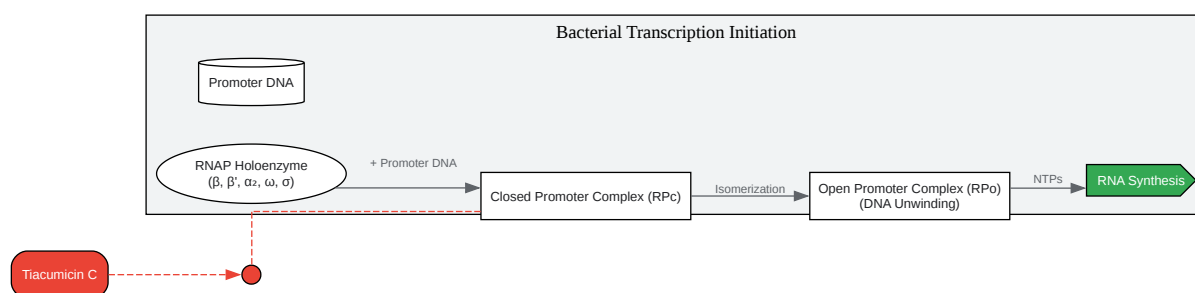 Bacterial Transcription Initiation
Promoter DNA
RNAP Holoenzyme
(β, β', α₂, ω, σ)
+ Promoter DNA
Closed Promoter Complex (RPc)
Isomerization
Open Promoter Complex (RPo)
(DNA Unwinding)
NTPs
RNA Synthesis
Tiacumicin C